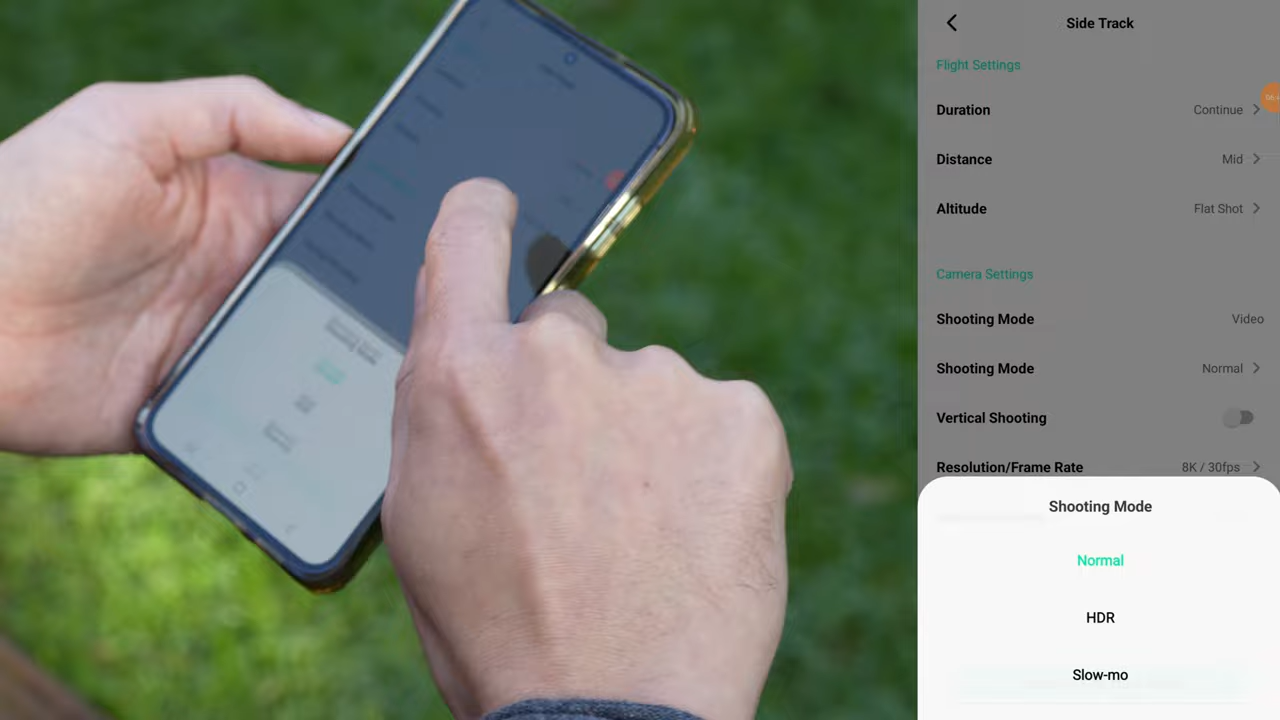 Side Track
Flight Settings
Duration Continue
Distance Mid
Altitude Flat Shot
Camera Settings
Shooting Mode Video
Shooting Mode Normal
Vertical Shooting
Resolution/Frame Rate 8K / 30fps
Shooting Mode
Normal
HDR
Slow-mo